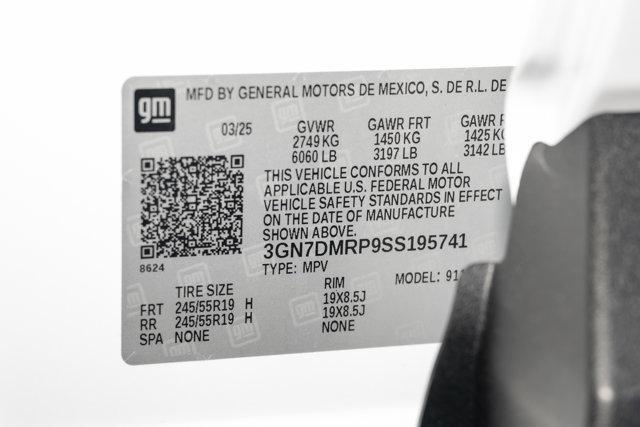 gm
MFD BY GENERAL MOTORS DE MEXICO, S. DE R.L. DE
03/25 GVWR GAWR FRT GAWR
2749 KG 1450 KG 1425
6060 LB 3197 LB 3142 LB
THIS VEHICLE CONFORMS TO ALL
APPLICABLE U.S. FEDERAL MOTOR
VEHICLE SAFETY STANDARDS IN EFFECT
ON THE DATE OF MANUFACTURE
SHOWN ABOVE.
3GN7DMRP9SS195741
8624
TYPE: MPV MODEL:
TIRE SIZE RIM
FRT 245/55R19 H 19X8.5J
RR 245/55R19 H 19X8.5J
SPA NONE NONE